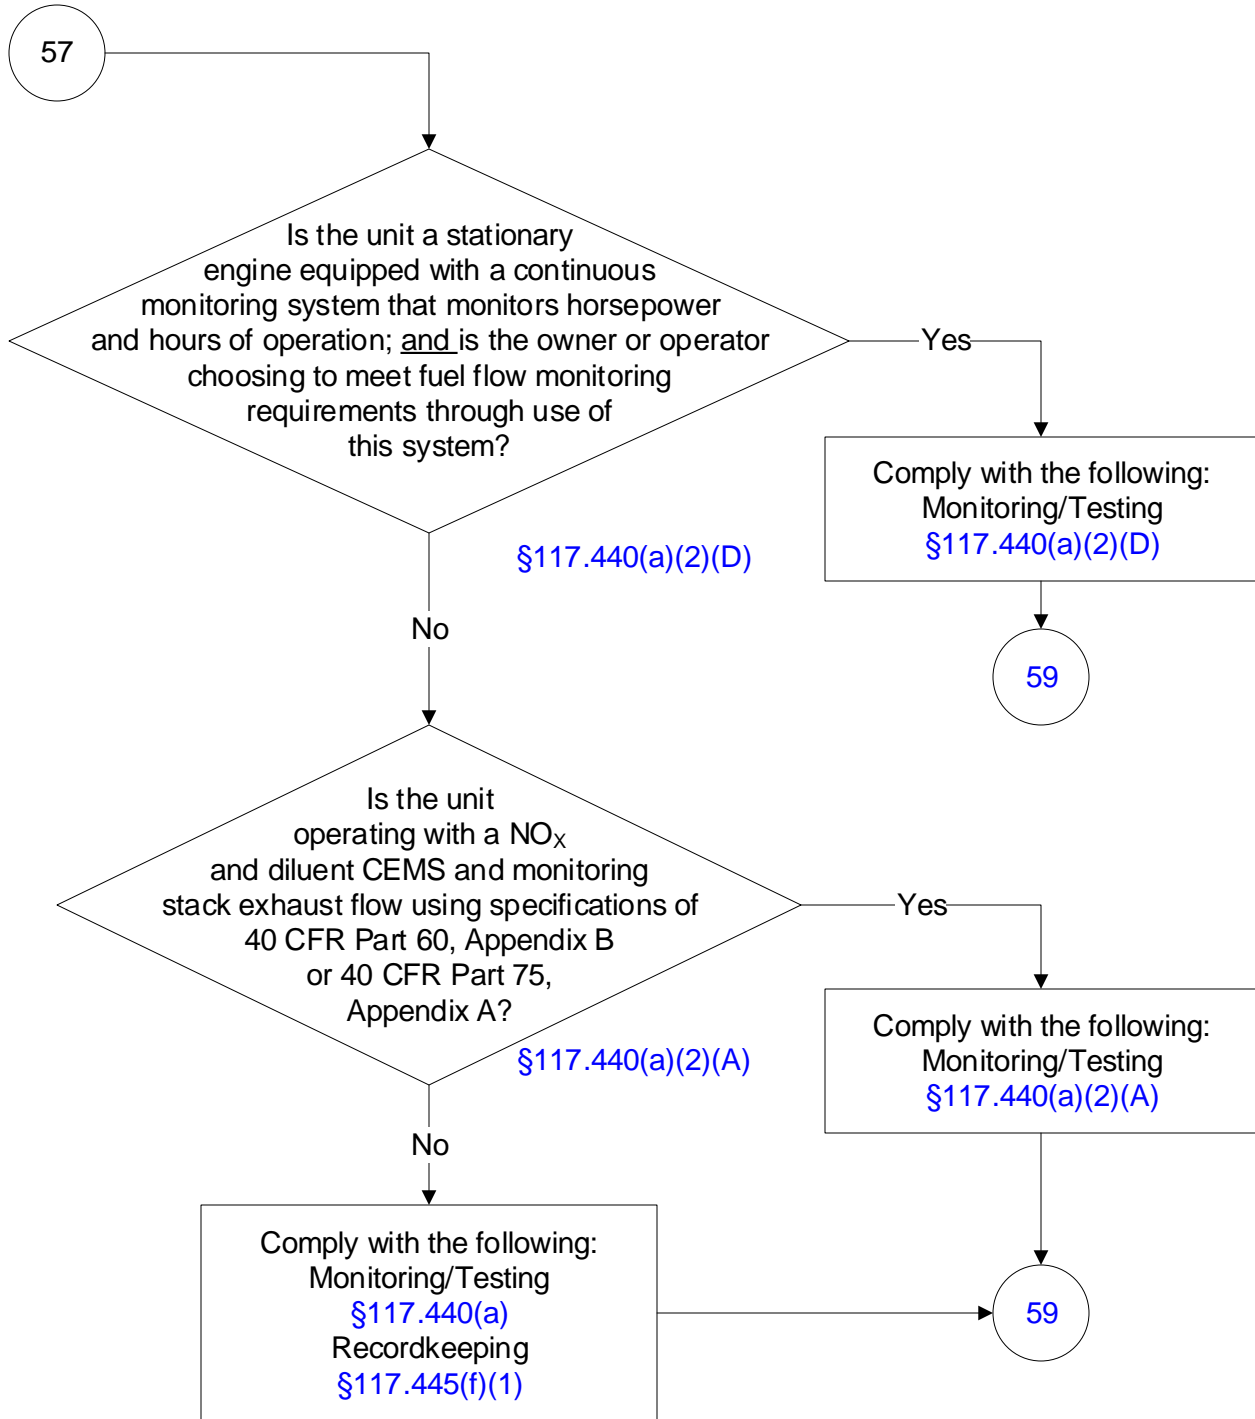 57
Is the unit a stationary
engine equipped with a continuous
monitoring system that monitors horsepower
and hours of operation; and is the owner or operator
choosing to meet fuel flow monitoring
requirements through use of
this system?
Yes
Comply with the following:
Monitoring/Testing
§117.440(a)(2)(D)
§117.440(a)(2)(D)
No
59
Is the unit
operating with a NOX
and diluent CEMS and monitoring
stack exhaust flow using specifications of
40 CFR Part 60, Appendix B
or 40 CFR Part 75,
Appendix A?
Yes
Comply with the following:
Monitoring/Testing
§117.440(a)(2)(A)
§117.440(a)(2)(A)
No
Comply with the following:
Monitoring/Testing
§117.440(a)
Recordkeeping
§117.445(f)(1)
59